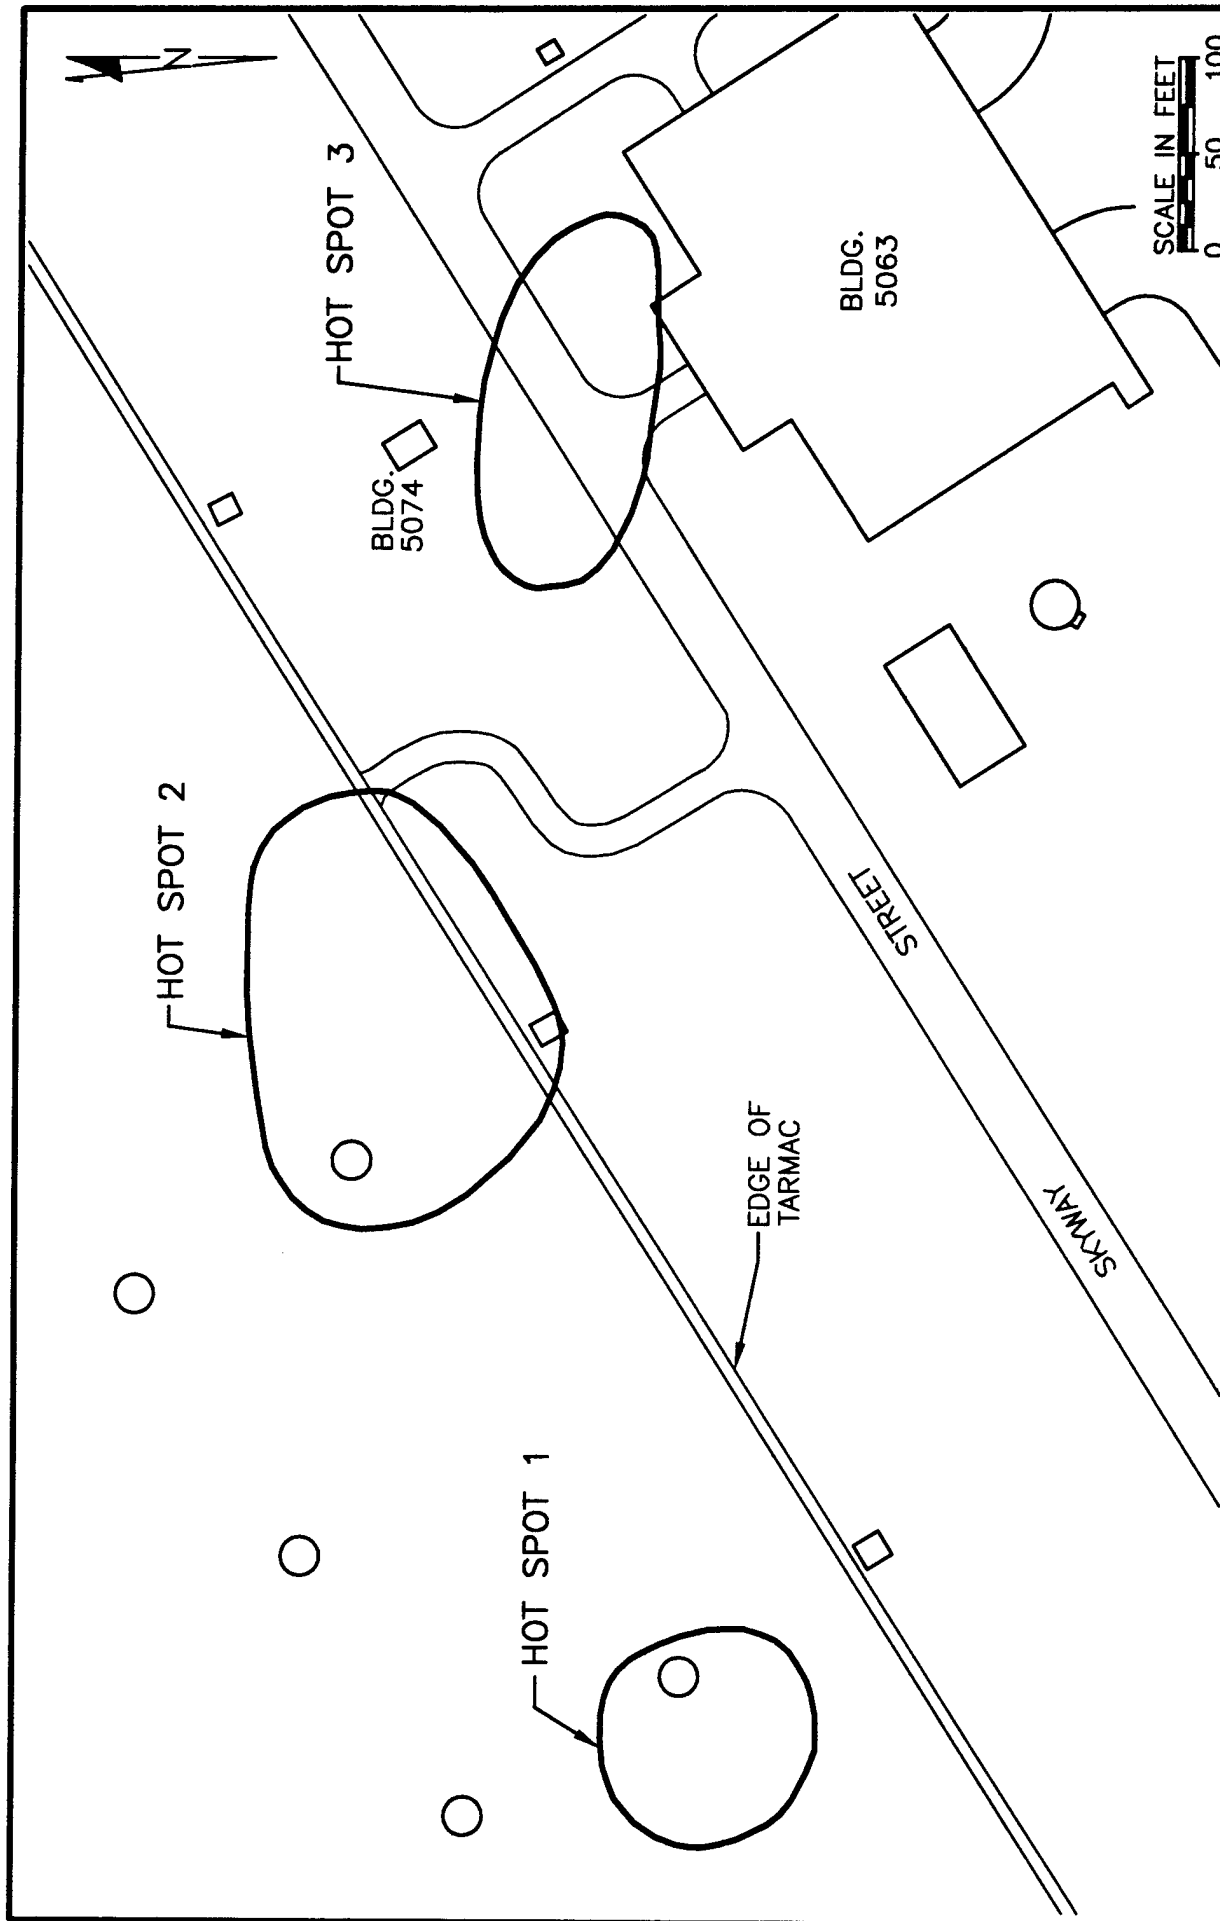 N
HOT SPOT 3
HOT SPOT 2
HOT SPOT 1
BLDG.
5074
BLDG.
5063
SCALE IN FEET
0 50 100
STREET
SKYWAY
EDGE OF
TARMAC